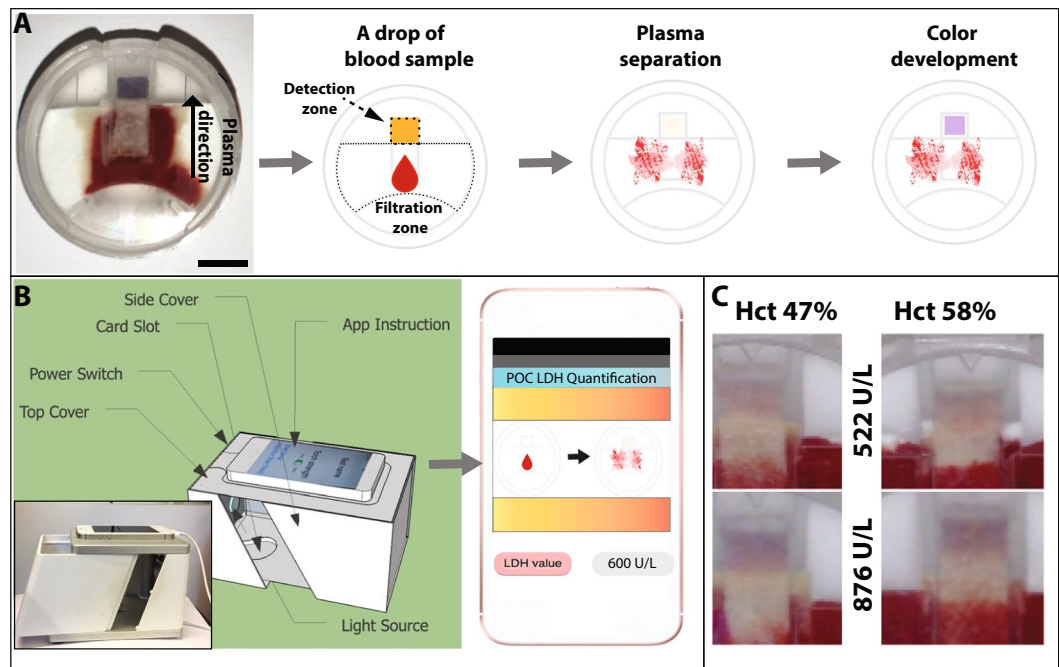 A
Plasma
direction
A drop of
blood sample
Detection
zone
Filtration
zone
Plasma
separation
Color
development
B
Side Cover
Card Slot
App Instruction
Power Switch
Top Cover
Light Source
POC LDH Quantification
LDH value
600 U/L
C
Hct 47%
Hct 58%
522 U/L
876 U/L